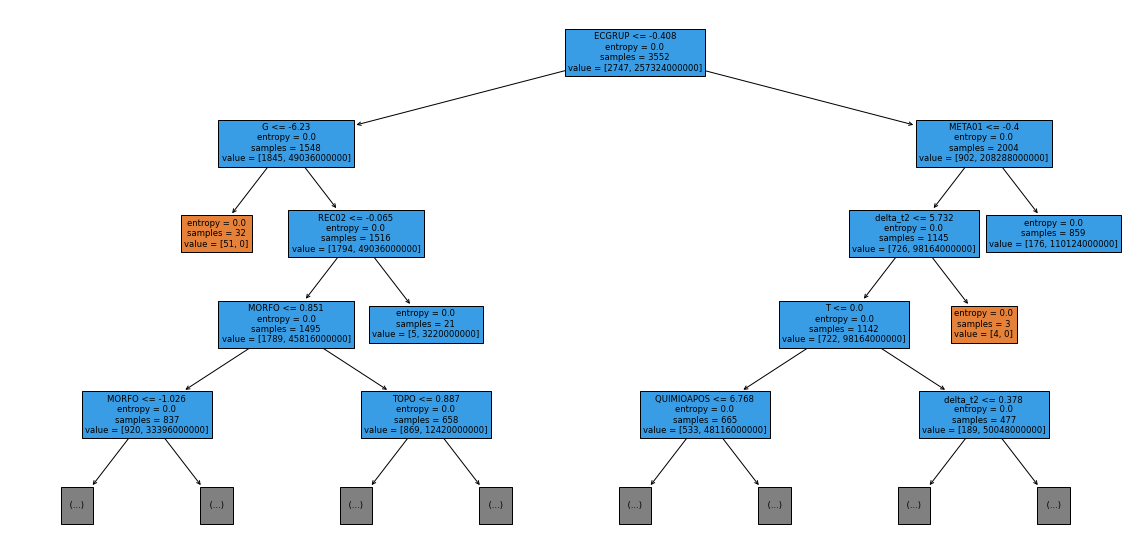 ECGRUP <= -0.408
entropy = 0.0
samples = 3552
value = [2747, 257324000000]
G <= -6.23
entropy = 0.0
samples = 1548
value = [1845, 49036000000]
META01 <= -0.4
entropy = 0.0
samples = 2004
value = [902, 208288000000]
entropy = 0.0
samples = 32
value = [51, 0]
REC02 <= -0.065
entropy = 0.0
samples = 1516
value = [1794, 49036000000]
delta_t2 <= 5.732
entropy = 0.0
samples = 1145
value = [726, 98164000000]
entropy = 0.0
samples = 859
value = [176, 110124000000]
MORFO <= 0.851
entropy = 0.0
samples = 1495
value = [1789, 45816000000]
entropy = 0.0
samples = 21
value = [5, 3220000000]
T <= 0.0
entropy = 0.0
samples = 1142
value = [722, 98164000000]
entropy = 0.0
samples = 3
value = [4, 0]
MORFO <= -1.026
entropy = 0.0
samples = 837
value = [920, 33396000000]
TOPO <= 0.887
entropy = 0.0
samples = 658
value = [869, 12420000000]
QUIMIOAPOS <= 6.768
entropy = 0.0
samples = 665
value = [533, 48116000000]
delta_t2 <= 0.378
entropy = 0.0
samples = 477
value = [189, 50048000000]
(...)
(...)
(...)
(...)
(...)
(...)
(...)
(...)